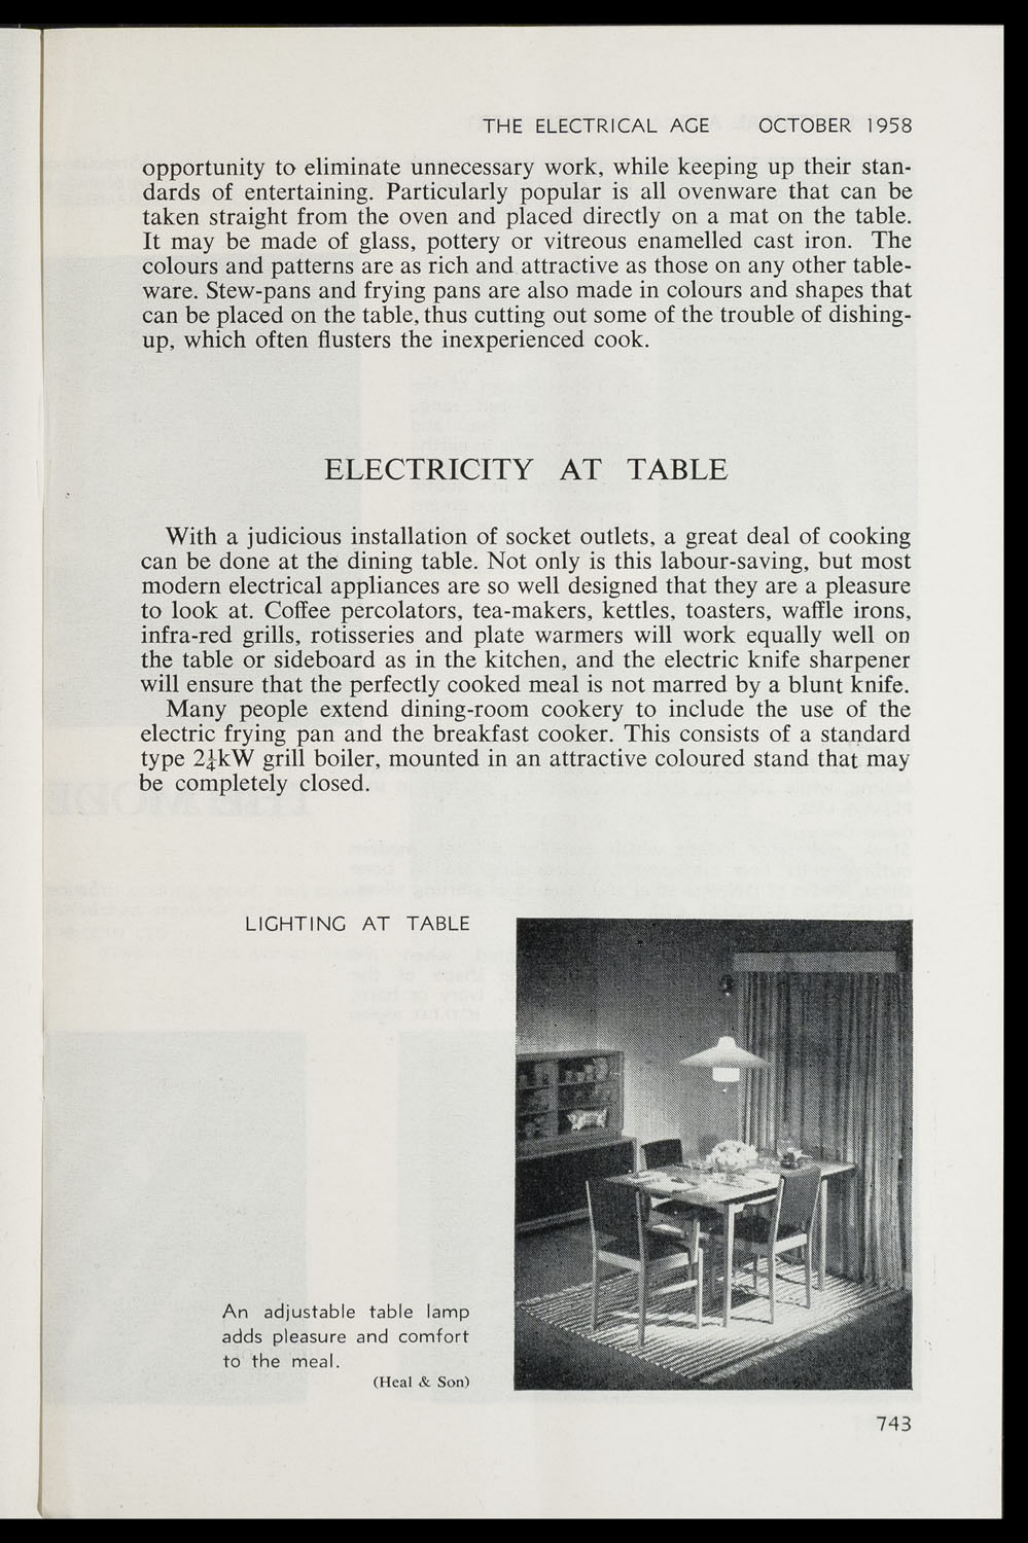 THE ELECTRICAL AGE OCTOBER 1958
opportunity to eliminate unnecessary work, while keeping up their stan-
dards of entertaining. Particularly popular is all ovenware that can be
taken straight from the oven and placed directly on a mat on the table.
It may be made of glass, pottery or vitreous enamelled cast iron. The
colours and patterns are as rich and attractive as those on any other table-
ware. Stew-pans and frying pans are also made in colours and shapes that
can be placed on the table, thus cutting out some of the trouble of dishing-
up, which often flusters the inexperienced cook.
ELECTRICITY AT TABLE
With a judicious installation of socket outlets, a great deal of cooking
can be done at the dining table. Not only is this labour-saving, but most
modern electrical appliances are so well designed that they are a pleasure
to look at. Coffee percolators, tea-makers, kettles, toasters, waffle irons,
infra-red grills, rotisseries and plate warmers will work equally well on
the table or sideboard as in the kitchen, and the electric knife sharpener
will ensure that the perfectly cooked meal is not marred by a blunt knife.
Many people extend dining-room cookery to include the use of the
electric frying pan and the breakfast cooker. This consists of a standard
type 2¼kW grill boiler, mounted in an attractive coloured stand that may
be completely closed.
LIGHTING AT TABLE
An adjustable table lamp
adds pleasure and comfort
to the meal.
(Heal & Son)
743